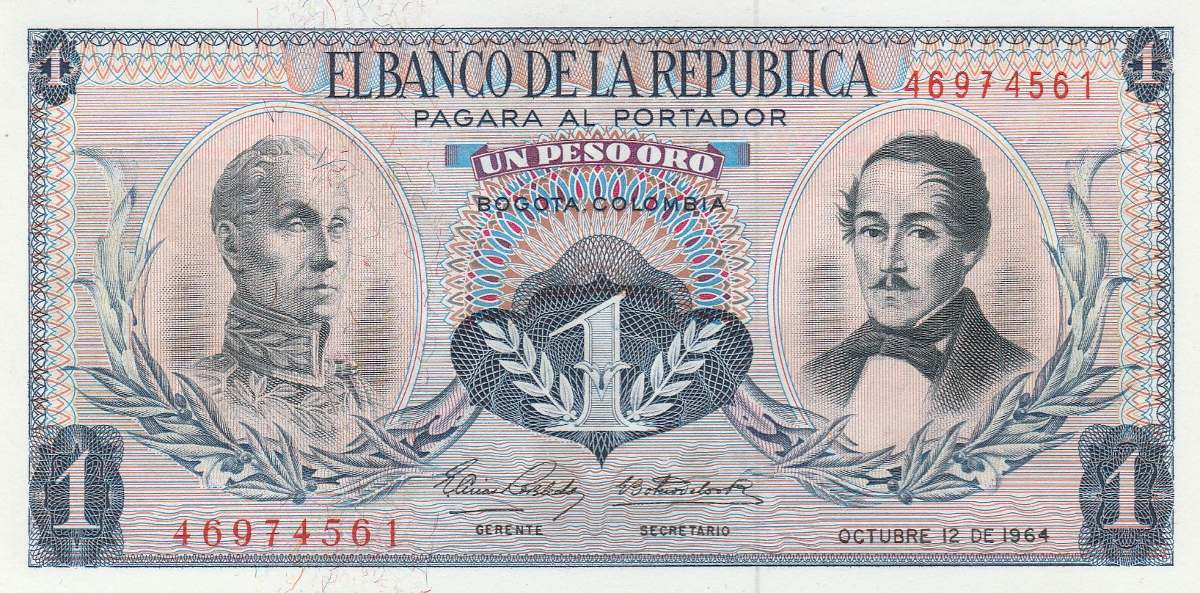 1
EL BANCO DE LA REPUBLICA
46974561
1
PAGARA AL PORTADOR
UN PESO ORO
BOGOTA, COLOMBIA
1
1
46974561
GERENTE
SECRETARIO
OCTUBRE 12 DE 1964
1